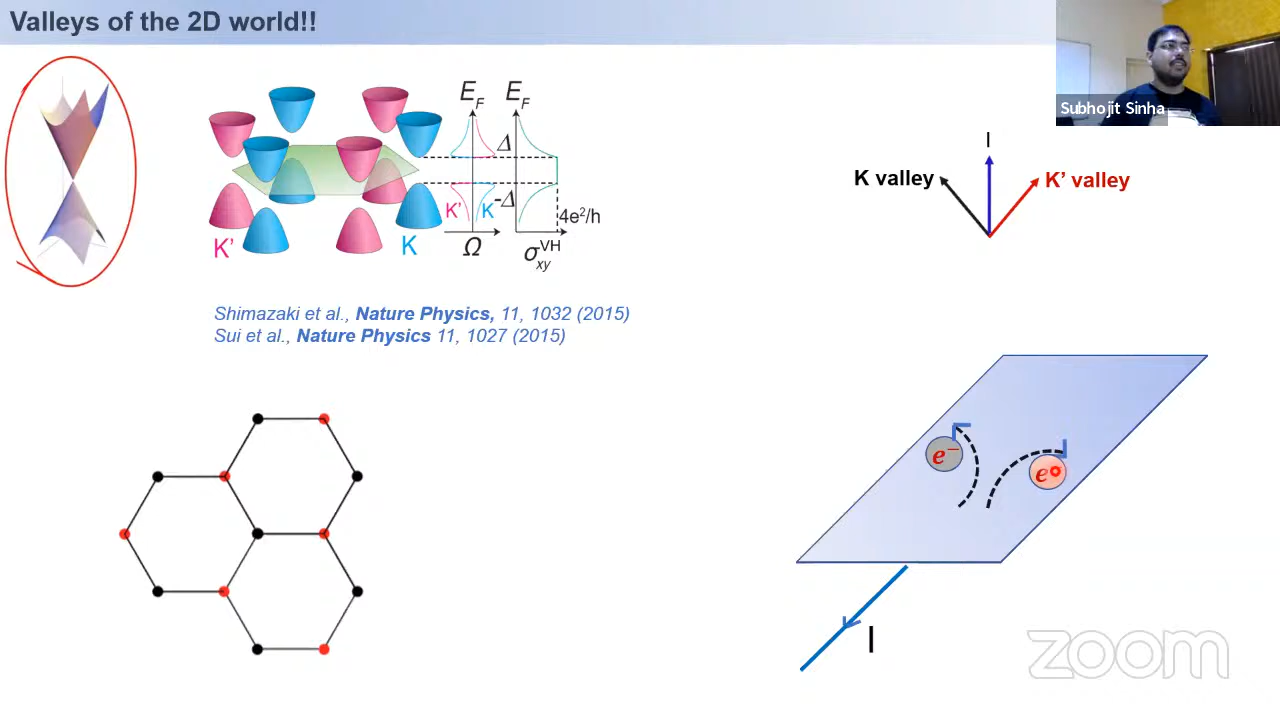 Valleys of the 2D world!!
Subhojit Sinha
E_F E_F
Δ
K' K -Δ
4e²/h
K' K Ω σ_xy^VH
Shimazaki et al., Nature Physics, 11, 1032 (2015)
Sui et al., Nature Physics 11, 1027 (2015)
I
K valley
K’ valley
e⁻
I
zoom